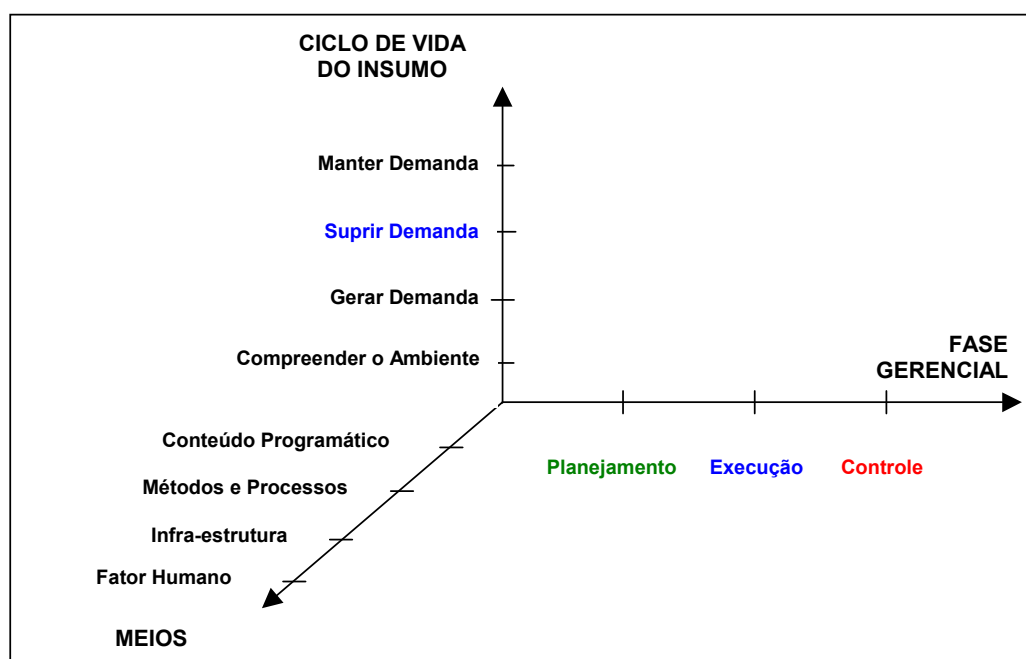 CICLO DE VIDA
DO INSUMO
Manter Demanda
Suprir Demanda
Gerar Demanda
Compreender o Ambiente
FASE
GERENCIAL
Conteúdo Programático
Planejamento
Execução
Controle
Métodos e Processos
Infra-estrutura
Fator Humano
MEIOS